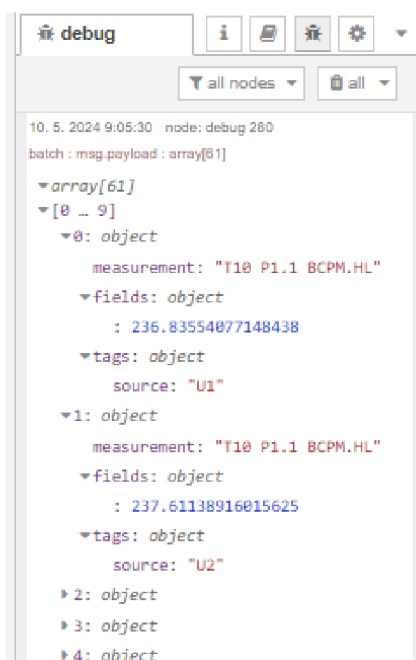 debug
i
all nodes
all
10. 5. 2024 9:05:30 node: debug 280
batch : msg.payload : array[61]
array[61]
[0 … 9]
0: object
measurement: "T10 P1.1 BCPM.HL"
fields: object
: 236.83554077148438
tags: object
source: "U1"
1: object
measurement: "T10 P1.1 BCPM.HL"
fields: object
: 237.61138916015625
tags: object
source: "U2"
2: object
3: object
4: object